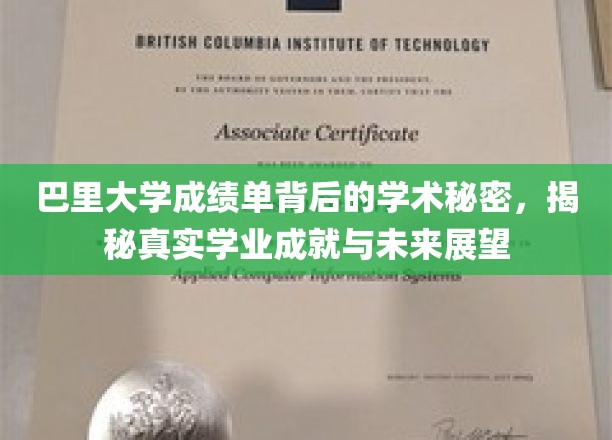 BRITISH COLUMBIA INSTITUTE OF TECHNOLOGY
THE BOARD OF GOVERNORS AND THE PRESIDENT,
BY THE AUTHORITY VESTED IN THEM, CERTIFY THAT THE
Associate Certificate
巴里大学成绩单背后的学术秘密，揭
秘真实学业成就与未来展望
Applied Computer Information Systems